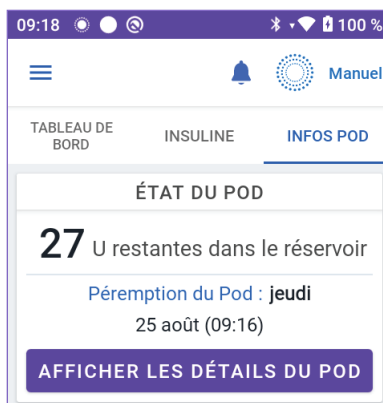 09:18 100 %
Manuel
TABLEAU DE
BORD
INSULINE
INFOS POD
ÉTAT DU POD
27 U restantes dans le réservoir
Péremption du Pod : jeudi
25 août (09:16)
AFFICHER LES DÉTAILS DU POD